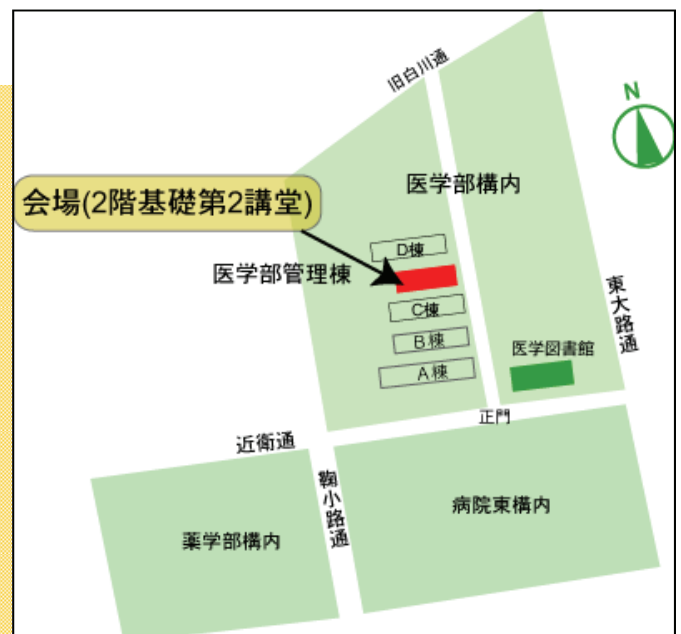 旧白川通
N
医学部構内
会場(2階基礎第2講堂)
D棟
医学部管理棟
C棟
B棟
A棟
医学図書館
東大路通
正門
近衛通
鞠小路通
病院東構内
薬学部構内